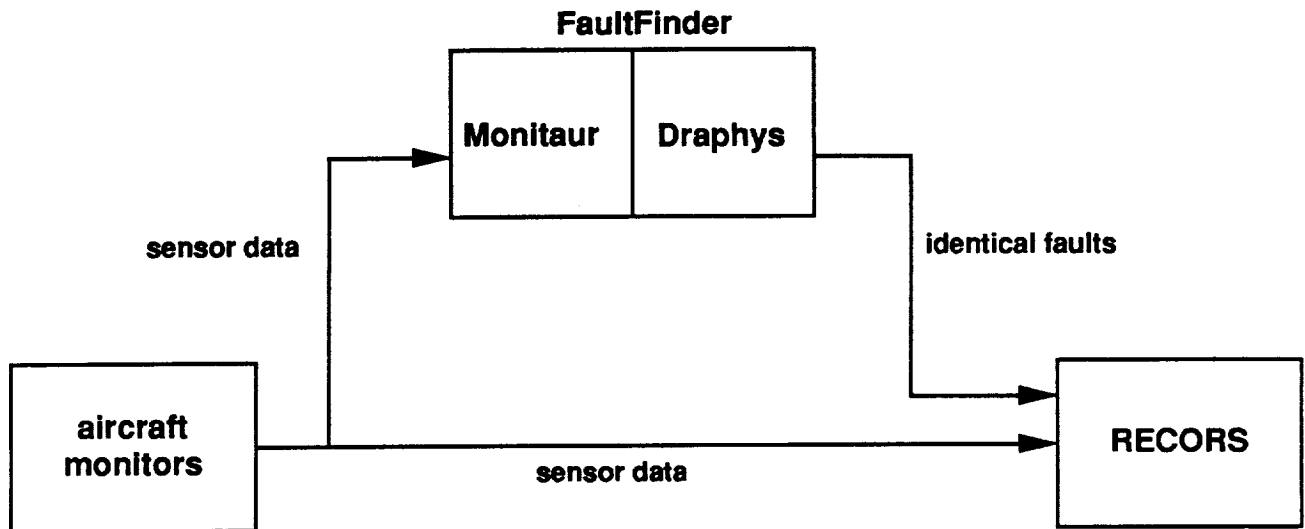 FaultFinder
Monitaur
Draphys
sensor data
identical faults
aircraft
monitors
RECORS
sensor data